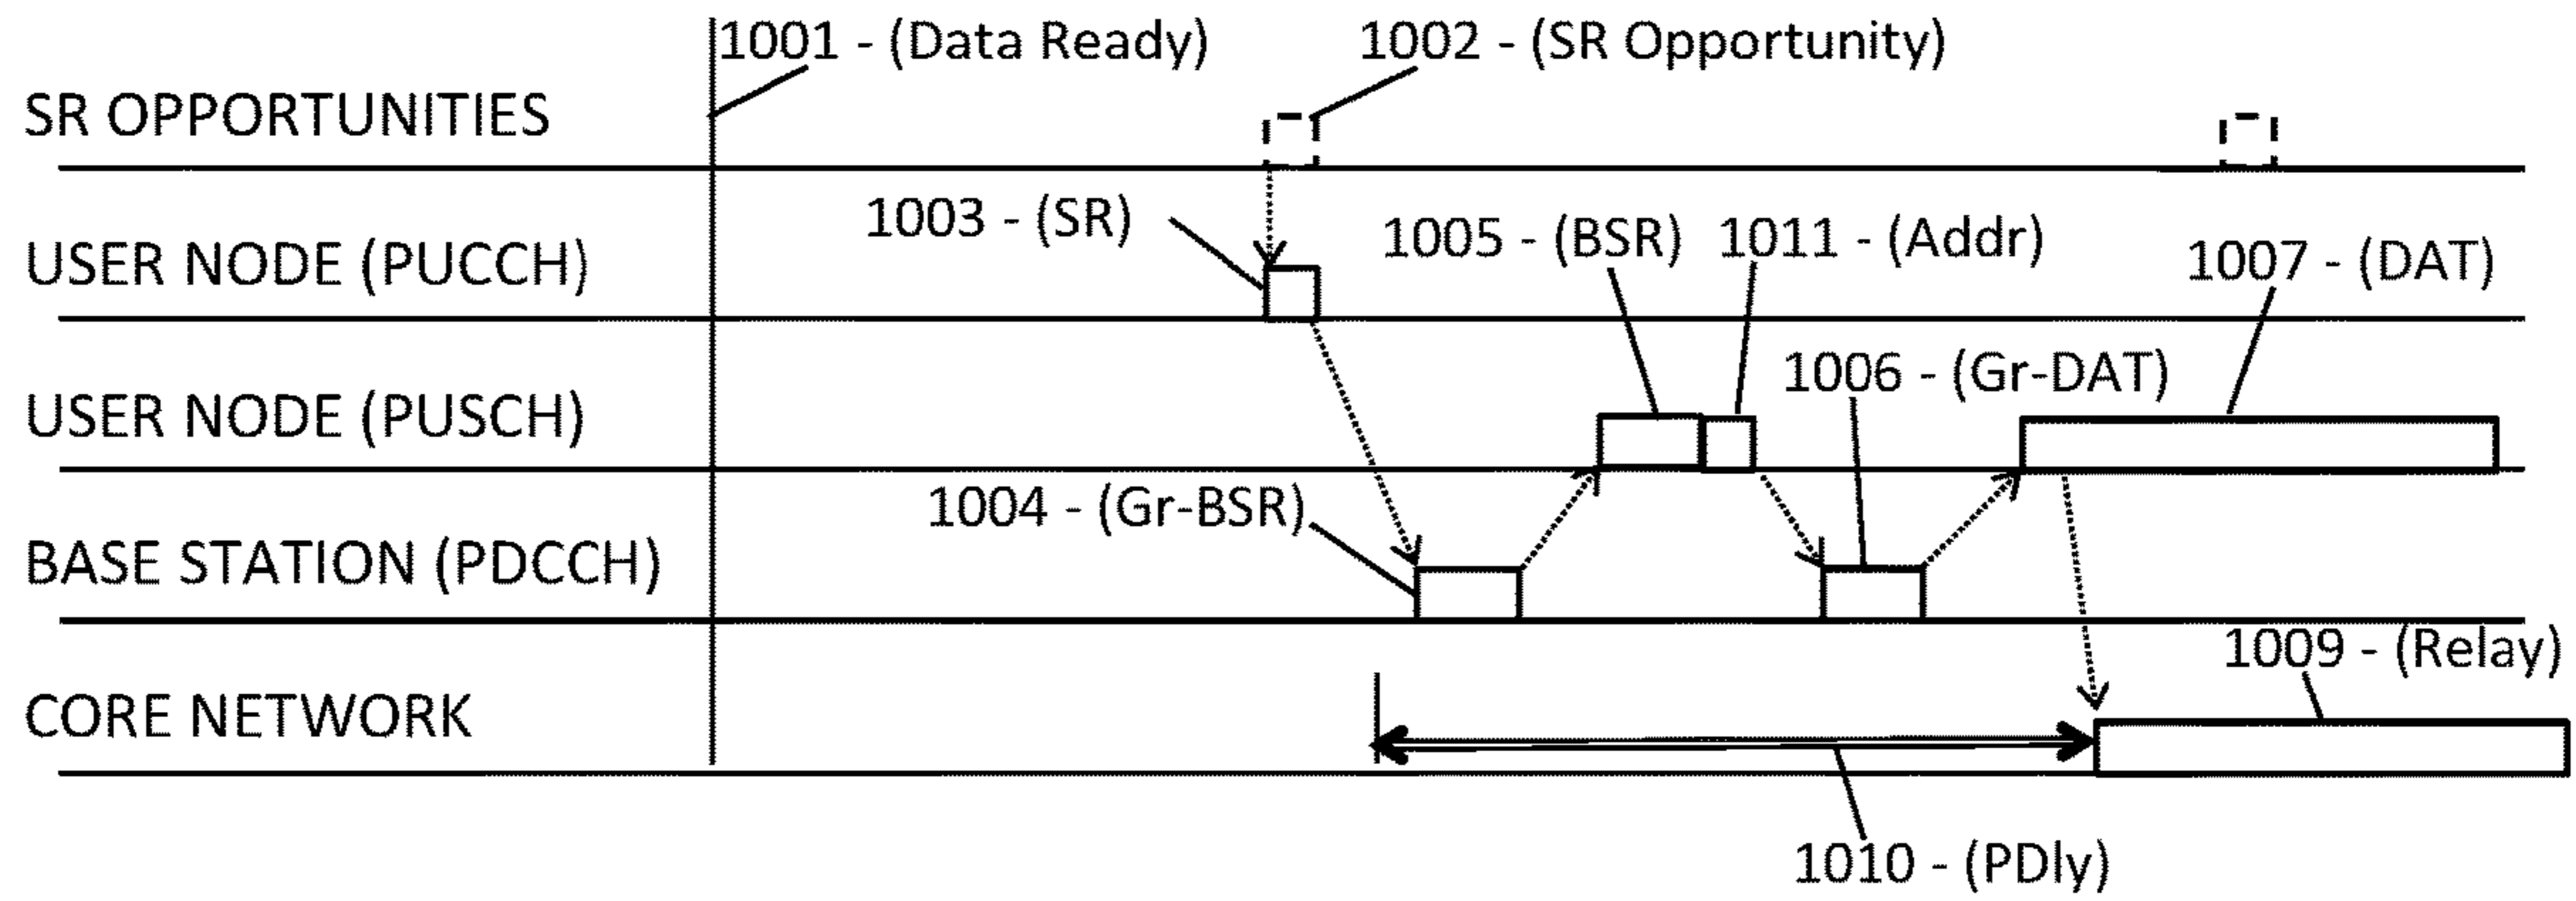 1001 - (Data Ready)
1002 - (SR Opportunity)
SR OPPORTUNITIES
1003 - (SR)
1005 - (BSR)
1011 - (Addr)
1007 - (DAT)
USER NODE (PUCCH)
1006 - (Gr-DAT)
USER NODE (PUSCH)
1004 - (Gr-BSR)
BASE STATION (PDCCH)
1009 - (Relay)
CORE NETWORK
1010 - (PDly)